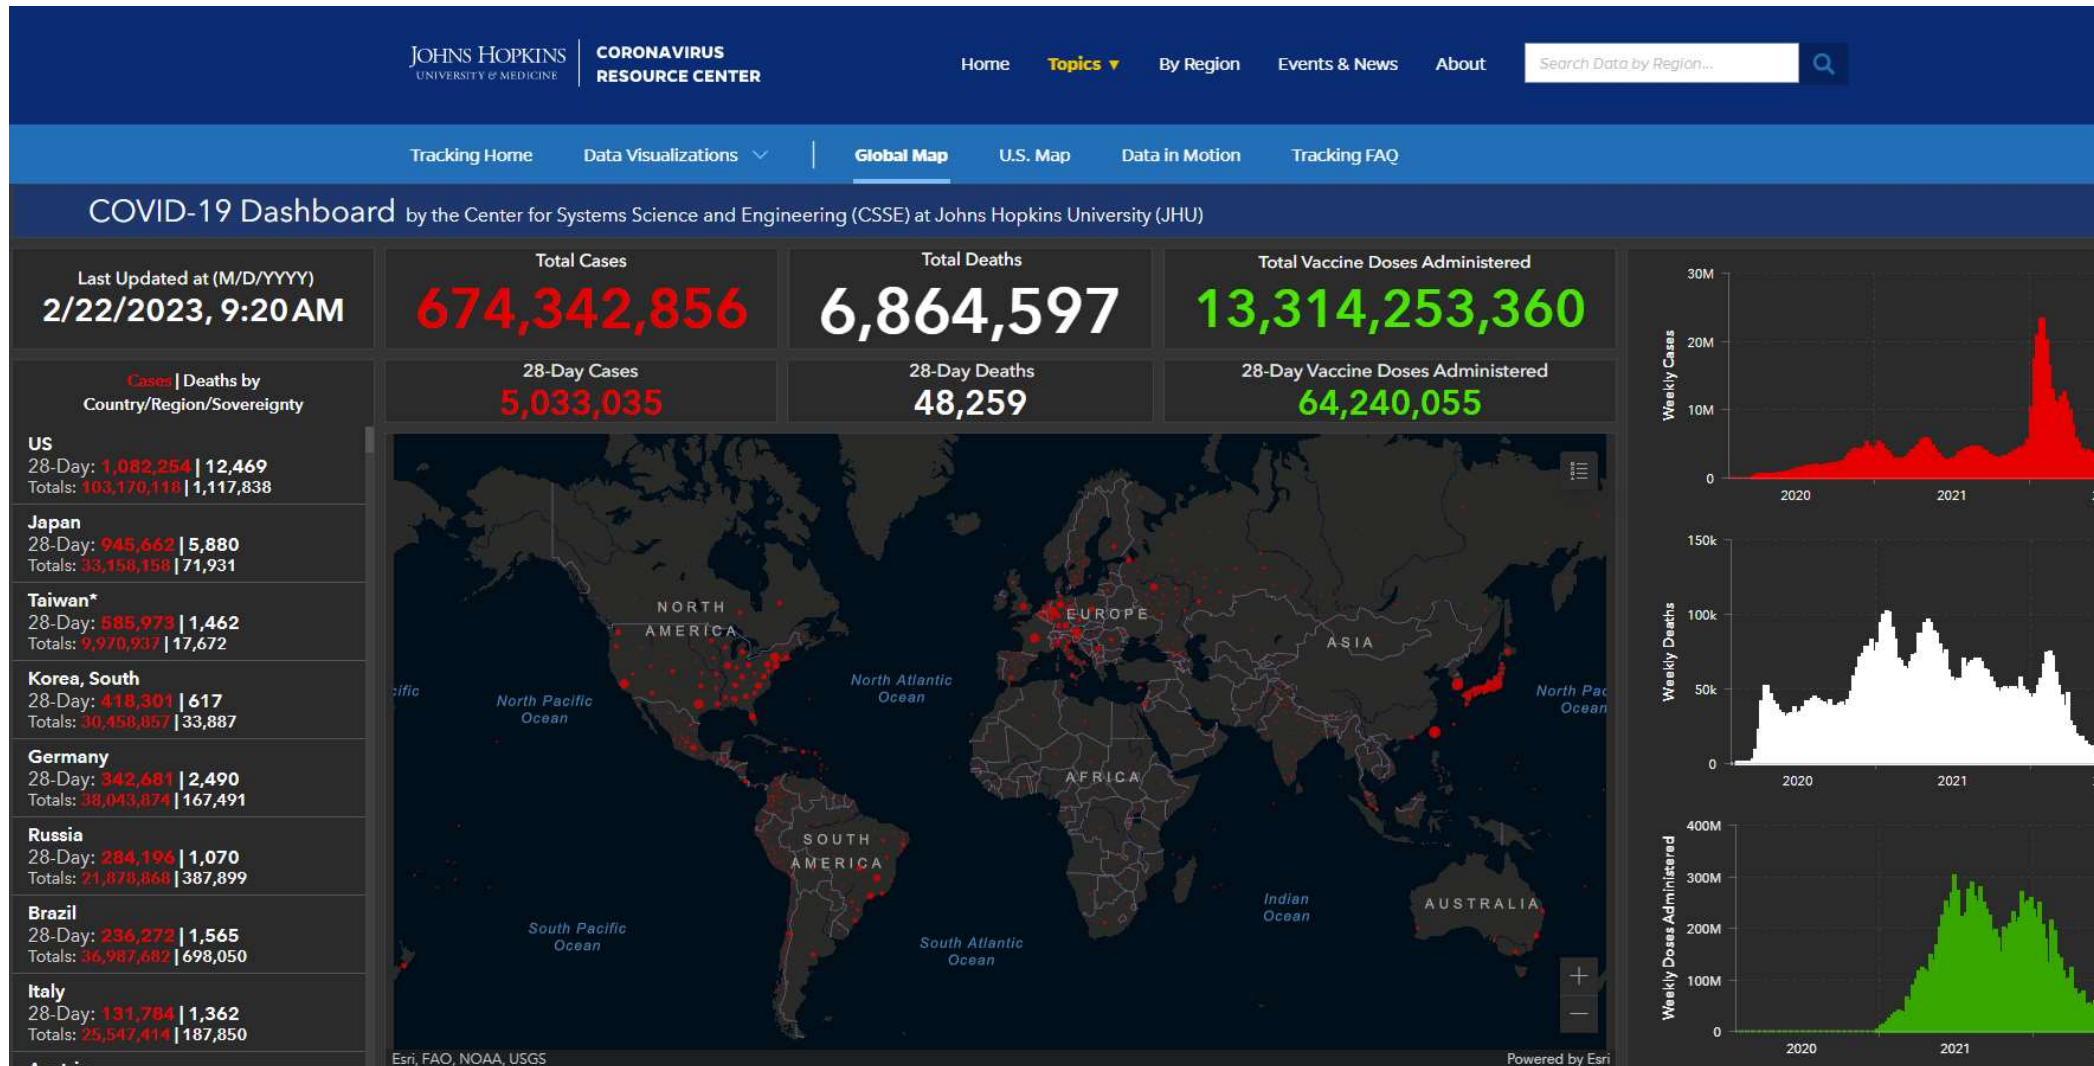 JOHNS HOPKINS
UNIVERSITY & MEDICINE
CORONAVIRUS
RESOURCE CENTER
Home
Topics ▼
By Region
Events & News
About
Search Data by Region...
Tracking Home
Data Visualizations
Global Map
U.S. Map
Data in Motion
Tracking FAQ
COVID-19 Dashboard by the Center for Systems Science and Engineering (CSSE) at Johns Hopkins University (JHU)
Last Updated at (M/D/YYYY)
2/22/2023, 9:20 AM
Total Cases
674,342,856
Total Deaths
6,864,597
Total Vaccine Doses Administered
13,314,253,360
28-Day Cases
5,033,035
28-Day Deaths
48,259
28-Day Vaccine Doses Administered
64,240,055
Cases | Deaths by
Country/Region/Sovereignty
US
28-Day: 1,082,254 | 12,469
Totals: 103,170,118 | 1,117,838
Japan
28-Day: 945,662 | 5,880
Totals: 33,158,158 | 71,931
Taiwan*
28-Day: 585,973 | 1,462
Totals: 9,970,937 | 17,672
Korea, South
28-Day: 418,301 | 617
Totals: 30,458,857 | 33,887
Germany
28-Day: 342,681 | 2,490
Totals: 38,043,874 | 167,491
Russia
28-Day: 284,196 | 1,070
Totals: 21,878,868 | 387,899
Brazil
28-Day: 236,272 | 1,565
Totals: 36,987,682 | 698,050
Italy
28-Day: 131,784 | 1,362
Totals: 25,547,414 | 187,850
NORTH
AMERICA
EUROPE
ASIA
North Pacific
Ocean
North Atlantic
Ocean
North Pac
Ocean
AFRICA
SOUTH
AMERICA
Indian
Ocean
AUSTRALIA
South Pacific
Ocean
South Atlantic
Ocean
Esri, FAO, NOAA, USGS
Powered by Esri
Weekly Cases
30M
20M
10M
0
2020
2021
Weekly Deaths
150k
100k
50k
0
2020
2021
Weekly Doses Administered
400M
300M
200M
100M
0
2020
2021